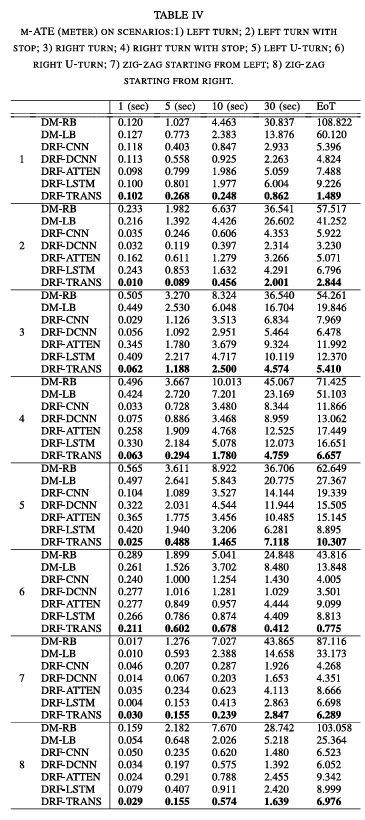 TABLE IV
M-ATE (METER) ON SCENARIOS:1) LEFT TURN; 2) LEFT TURN WITH
STOP; 3) RIGHT TURN; 4) RIGHT TURN WITH STOP; 5) LEFT U-TURN; 6)
RIGHT U-TURN; 7) ZIG-ZAG STARTING FROM LEFT; 8) ZIG-ZAG
STARTING FROM RIGHT.
1 (sec) 5 (sec) 10 (sec) 30 (sec) EoT
DM-RB 0.120 1.027 4.463 30.837 108.822
DM-LB 0.127 0.773 2.383 13.876 60.120
DRF-CNN 0.118 0.403 0.847 2.933 5.396
1 DRF-DCNN 0.113 0.558 0.925 2.263 4.824
DRF-ATTEN 0.098 0.799 1.986 5.059 7.488
DRF-LSTM 0.100 0.801 1.977 6.004 9.226
DRF-TRANS 0.102 0.268 0.248 0.862 1.489
DM-RB 0.233 1.982 6.637 36.541 57.517
DM-LB 0.216 1.392 4.426 26.602 41.252
DRF-CNN 0.035 0.246 0.606 4.353 5.922
2 DRF-DCNN 0.032 0.119 0.397 2.314 3.230
DRF-ATTEN 0.162 0.611 1.279 3.266 5.071
DRF-LSTM 0.243 0.853 1.632 4.291 6.796
DRF-TRANS 0.010 0.089 0.456 2.001 2.844
DM-RB 0.505 3.270 8.324 36.540 54.261
DM-LB 0.449 2.530 6.048 16.704 19.846
DRF-CNN 0.029 1.126 3.513 6.834 7.969
3 DRF-DCNN 0.056 1.092 2.951 5.464 6.478
DRF-ATTEN 0.345 1.780 3.679 9.324 11.992
DRF-LSTM 0.409 2.217 4.717 10.119 12.370
DRF-TRANS 0.062 1.188 2.500 4.574 5.410
DM-RB 0.496 3.667 10.013 45.067 71.425
DM-LB 0.424 2.720 7.201 23.169 51.103
DRF-CNN 0.033 0.728 3.480 8.344 11.866
4 DRF-DCNN 0.075 0.886 3.468 8.959 13.062
DRF-ATTEN 0.258 1.909 4.768 12.525 17.449
DRF-LSTM 0.330 2.184 5.078 12.073 16.651
DRF-TRANS 0.063 0.294 1.780 4.759 6.657
DM-RB 0.565 3.611 8.922 36.706 62.649
DM-LB 0.497 2.641 5.843 20.775 27.367
DRF-CNN 0.104 1.089 3.527 14.144 19.339
5 DRF-DCNN 0.322 2.031 4.544 11.944 15.505
DRF-ATTEN 0.365 1.775 3.456 10.485 15.145
DRF-LSTM 0.420 1.940 3.206 6.281 8.895
DRF-TRANS 0.025 0.488 1.465 7.118 10.307
DM-RB 0.289 1.899 5.041 24.848 43.816
DM-LB 0.261 1.526 3.702 8.480 13.848
DRF-CNN 0.240 1.000 1.254 1.430 4.005
6 DRF-DCNN 0.277 1.016 1.281 1.029 3.501
DRF-ATTEN 0.277 0.849 0.957 4.444 9.099
DRF-LSTM 0.266 0.786 0.874 4.409 8.813
DRF-TRANS 0.211 0.602 0.678 0.412 0.775
DM-RB 0.017 1.276 7.027 43.865 87.116
DM-LB 0.010 0.593 2.388 14.658 33.173
DRF-CNN 0.046 0.207 0.287 1.926 4.268
7 DRF-DCNN 0.014 0.067 0.203 1.653 4.351
DRF-ATTEN 0.035 0.234 0.623 4.113 8.666
DRF-LSTM 0.004 0.153 0.413 2.863 6.698
DRF-TRANS 0.030 0.155 0.239 2.847 6.289
DM-RB 0.159 2.182 7.670 28.742 103.058
DM-LB 0.054 0.648 2.026 5.218 25.364
DRF-CNN 0.050 0.235 0.620 1.480 6.523
8 DRF-DCNN 0.034 0.197 0.575 1.392 6.052
DRF-ATTEN 0.024 0.291 0.788 2.455 9.342
DRF-LSTM 0.079 0.407 0.911 2.420 8.999
DRF-TRANS 0.029 0.155 0.574 1.639 6.976